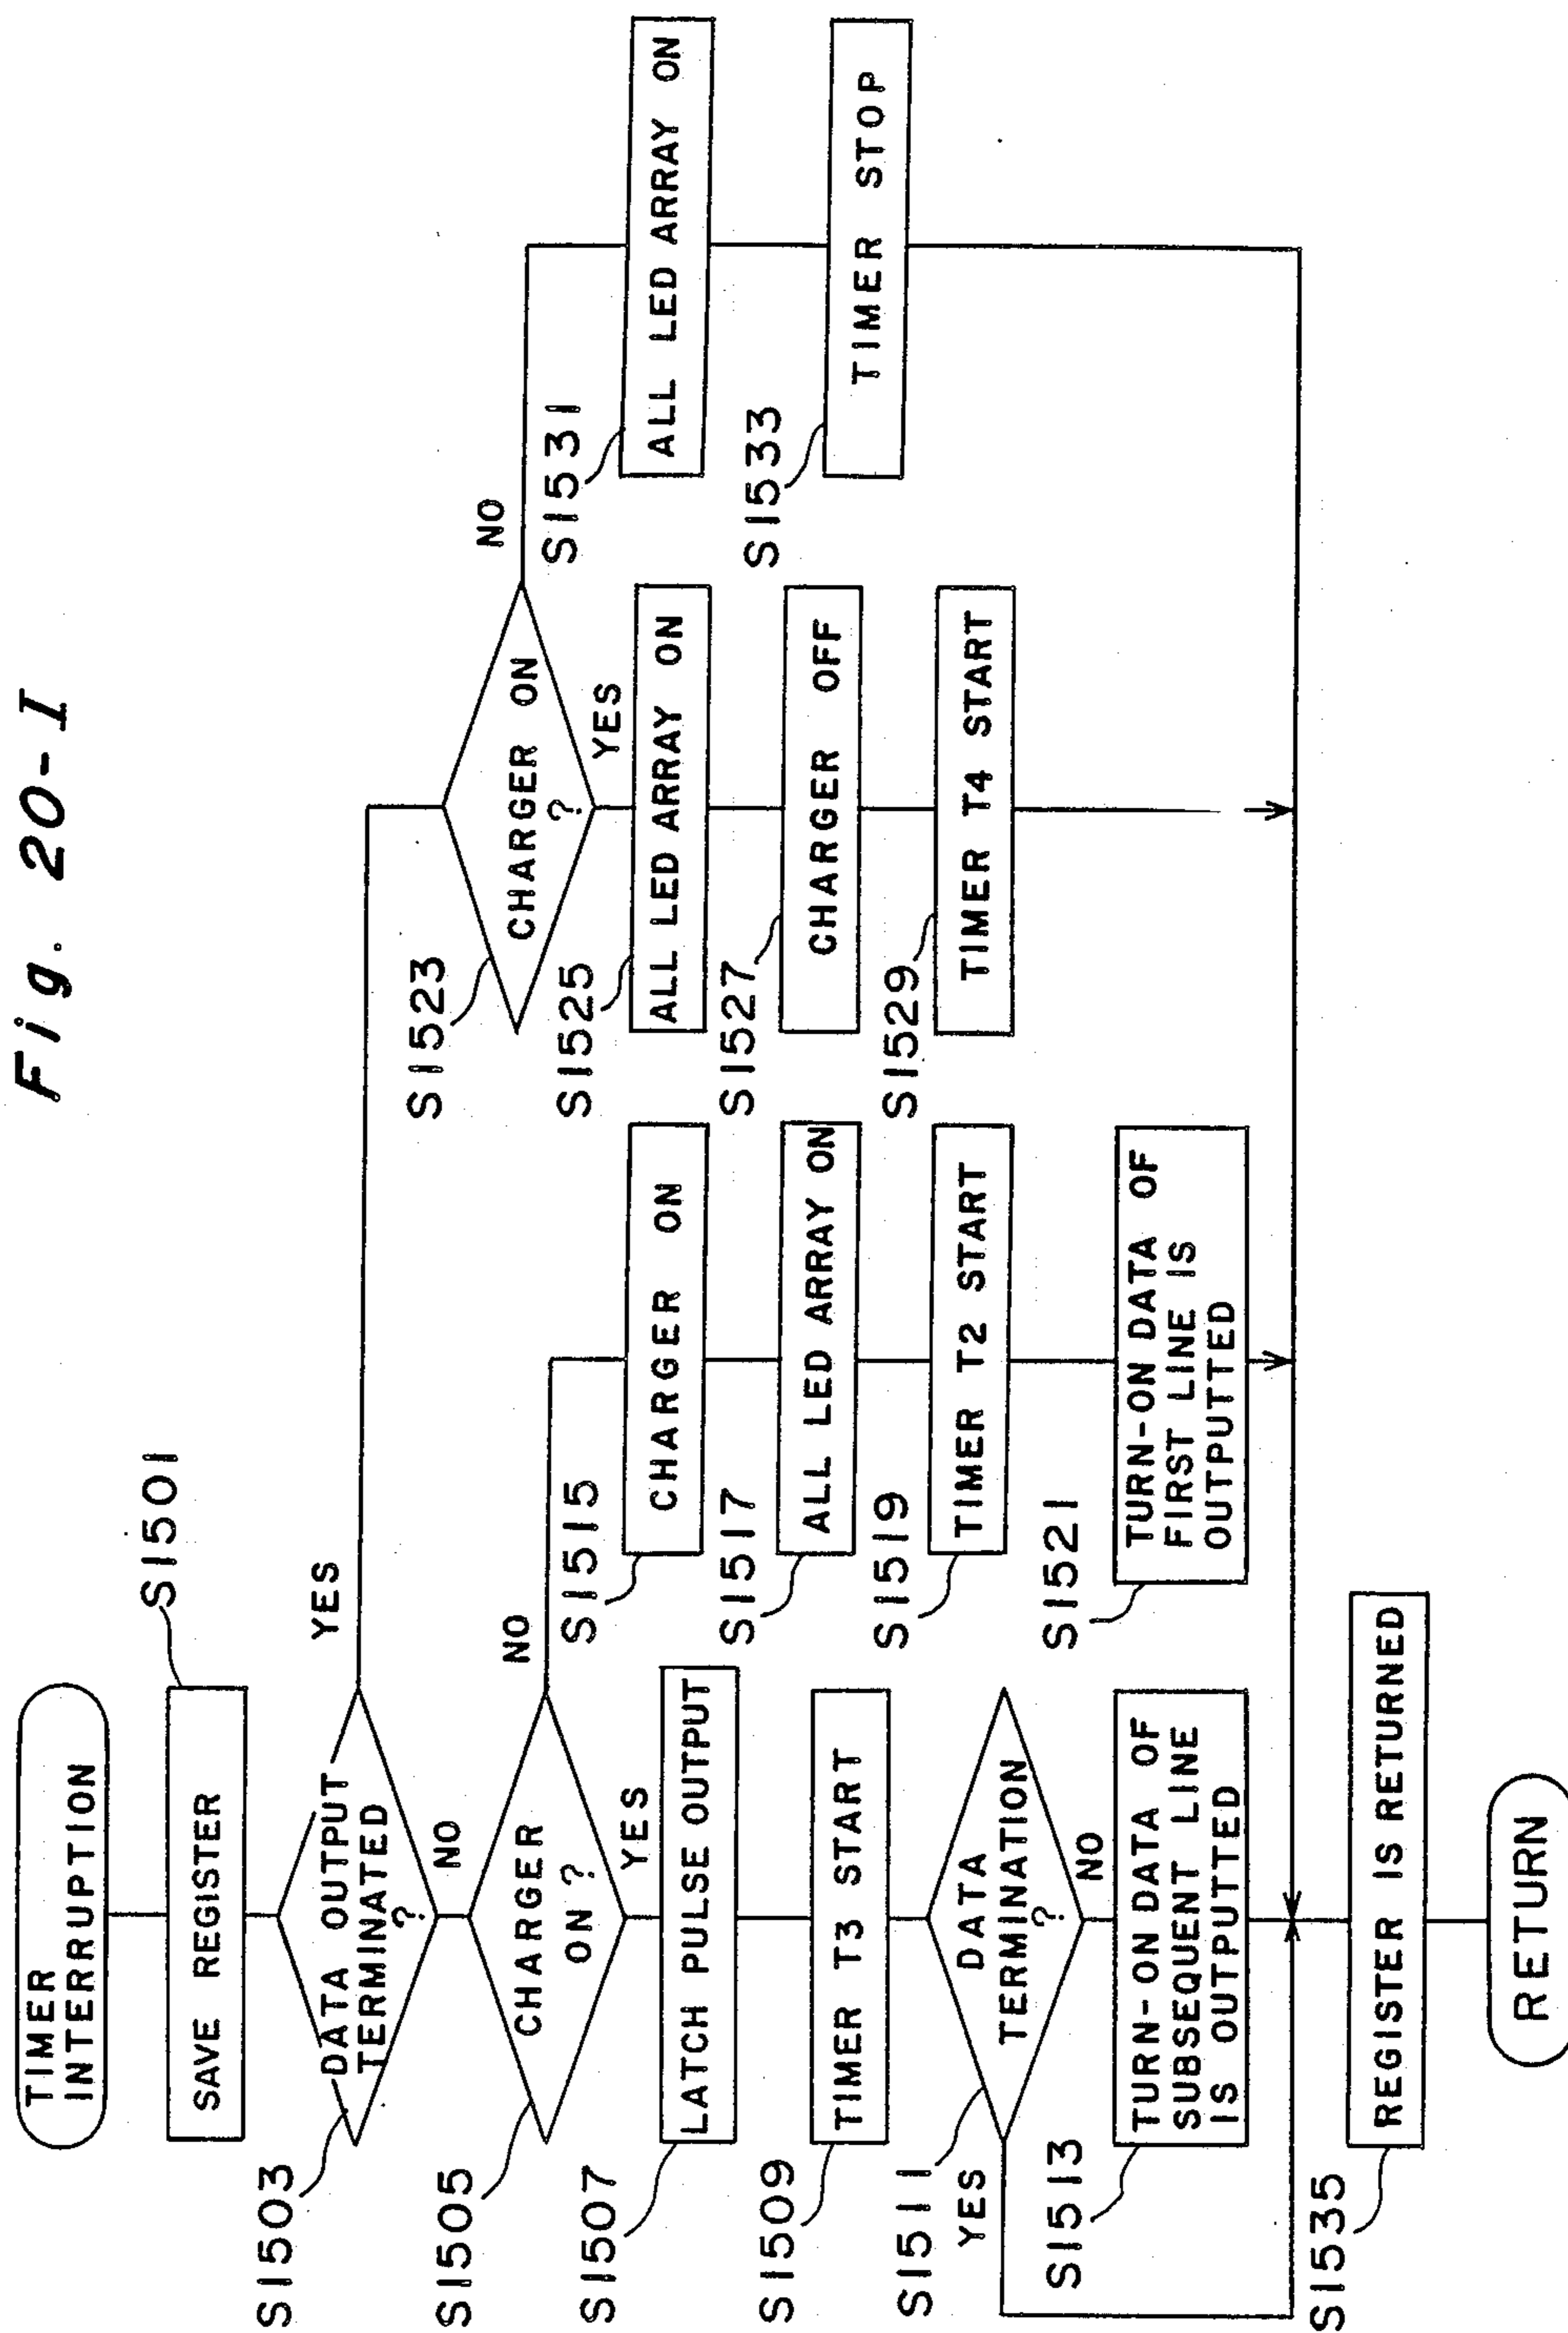 Fig. 20-I
TIMER
INTERRUPTION
SAVE REGISTER
S1501
DATA OUTPUT
TERMINATED
?
S1503
YES
NO
CHARGER
ON ?
S1505
NO
YES
LATCH PULSE OUTPUT
S1507
TIMER T3 START
S1509
DATA
TERMINATION
?
S1511
YES
NO
TURN-ON DATA OF
SUBSEQUENT LINE
IS OUTPUTTED
S1513
S1515
CHARGER ON
S1517
ALL LED ARRAY ON
S1519
TIMER T2 START
S1521
TURN-ON DATA OF
FIRST LINE IS
OUTPUTTED
S1523
CHARGER ON
?
NO
YES
S1525
ALL LED ARRAY ON
S1527
CHARGER OFF
S1529
TIMER T4 START
S1531
ALL LED ARRAY ON
S1533
TIMER STOP
S1535
REGISTER IS RETURNED
RETURN